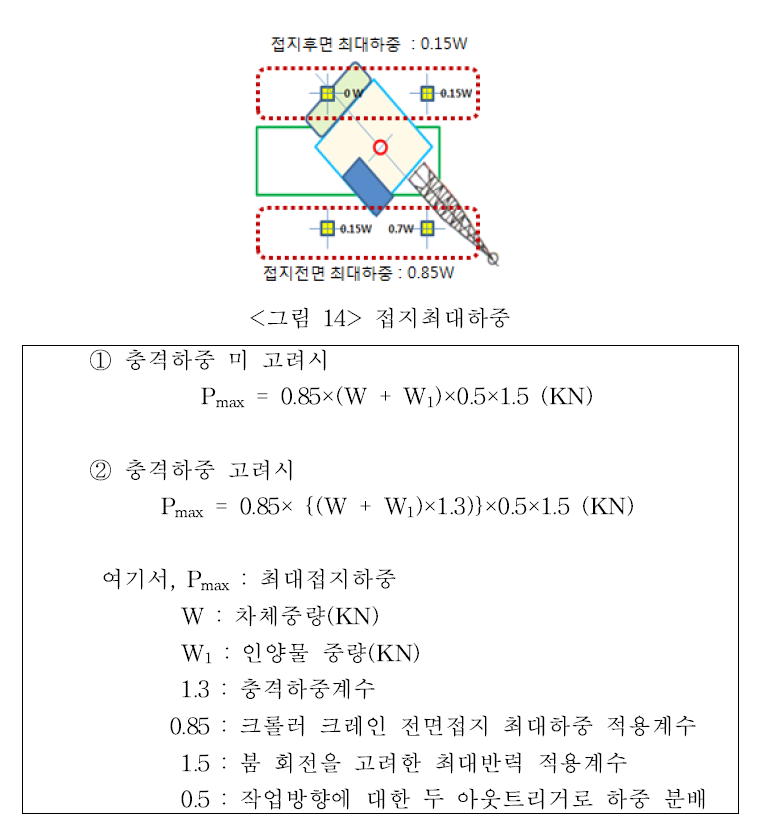 접지후면 최대하중 : 0.15W
0 W
0.15W
0.15W
0.7W
접지전면 최대하중 : 0.85W
<그림 14> 접지최대하중
① 충격하중 미 고려시
Pmax = 0.85×(W + W1)×0.5×1.5 (KN)
② 충격하중 고려시
Pmax = 0.85× {(W + W1)×1.3)}×0.5×1.5 (KN)
여기서, Pmax : 최대접지하중
W : 차체중량(KN)
W1 : 인양물 중량(KN)
1.3 : 충격하중계수
0.85 : 크롤러 크레인 전면접지 최대하중 적용계수
1.5 : 붐 회전을 고려한 최대반력 적용계수
0.5 : 작업방향에 대한 두 아웃트리거로 하중 분배